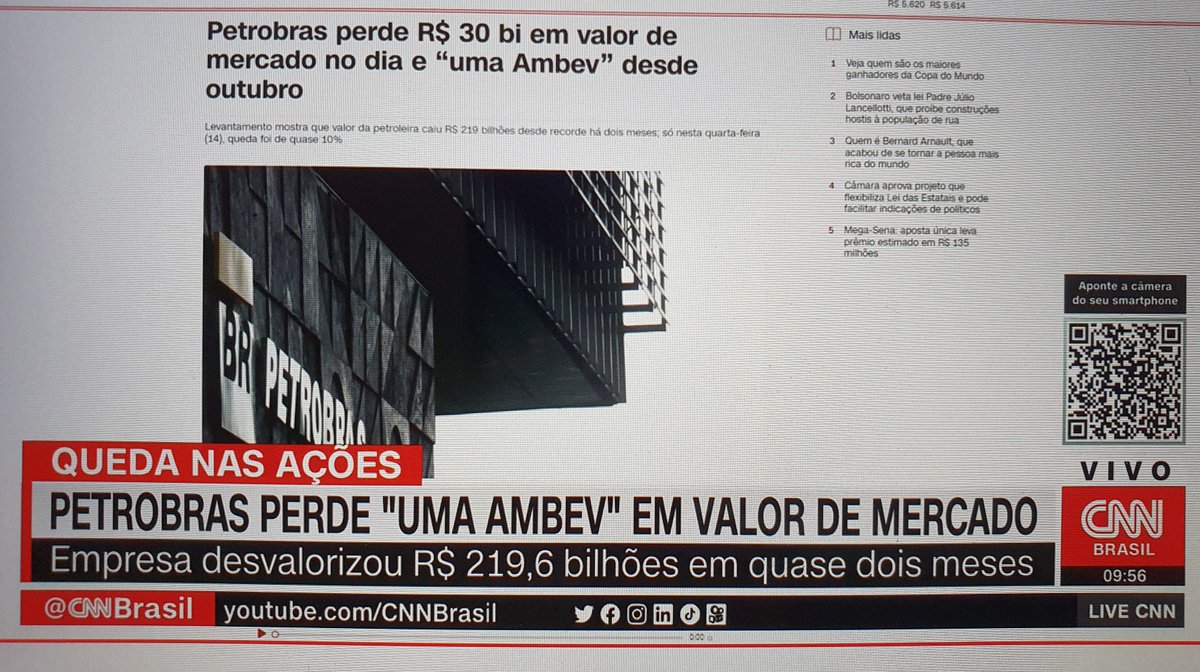 R$ 5.620 R$ 5.614
Petrobras perde R$ 30 bi em valor de
mercado no dia e “uma Ambev” desde
outubro
Levantamento mostra que valor da petroleira caiu R$ 219 bilhões desde recorde há dois meses; só nesta quarta-feira
(14), queda foi de quase 10%
Mais lidas
1 Veja quem são os maiores
ganhadores da Copa do Mundo
2 Bolsonaro veta lei Padre Júlio
Lancellotti, que proíbe construções
hostis à população de rua
3 Quem é Bernard Arnault, que
acabou de se tornar a pessoa mais
rica do mundo
4 Câmara aprova projeto que
flexibiliza Lei das Estatais e pode
facilitar indicações de políticos
5 Mega-Sena: aposta única leva
prêmio estimado em R$ 135
milhões
BR PETROBRAS
Aponte a câmera
do seu smartphone
VIVO
QUEDA NAS AÇÕES
PETROBRAS PERDE "UMA AMBEV" EM VALOR DE MERCADO
Empresa desvalorizou R$ 219,6 bilhões em quase dois meses
CNN
BRASIL
09:56
@CNNBrasil youtube.com/CNNBrasil
LIVE CNN
0:00